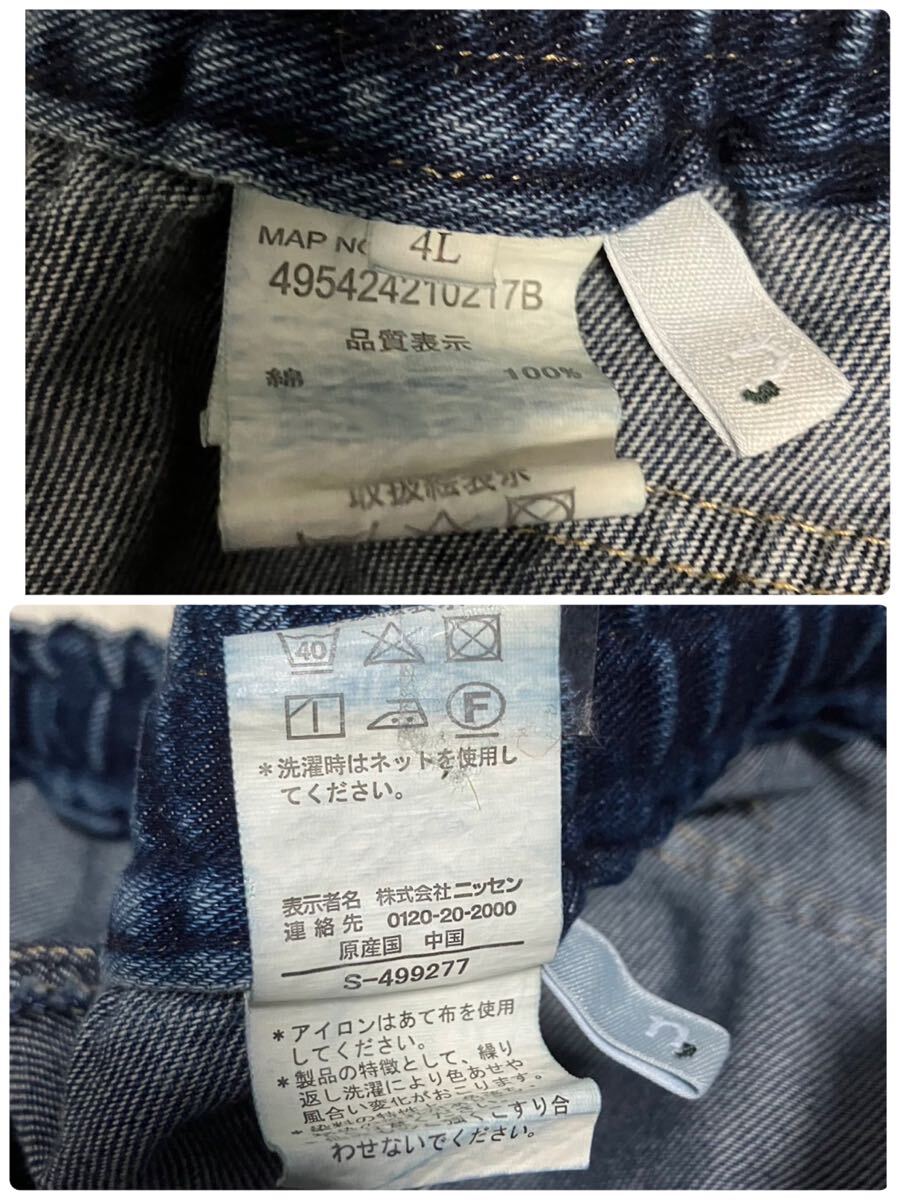 MAP NO
4L
495424210217B
品質表示
綿 100%
取扱絵表示
n
40
F
*洗濯時はネットを使用し
てください。
表示者名 株式会社ニッセン
連絡先 0120-20-2000
原産国 中国
S-499277
n
*アイロンはあて布を使用
してください。
*製品の特徴として、繰り
返し洗濯により色あせや
風合い変化がおこります。
こすり合
わせないでください。